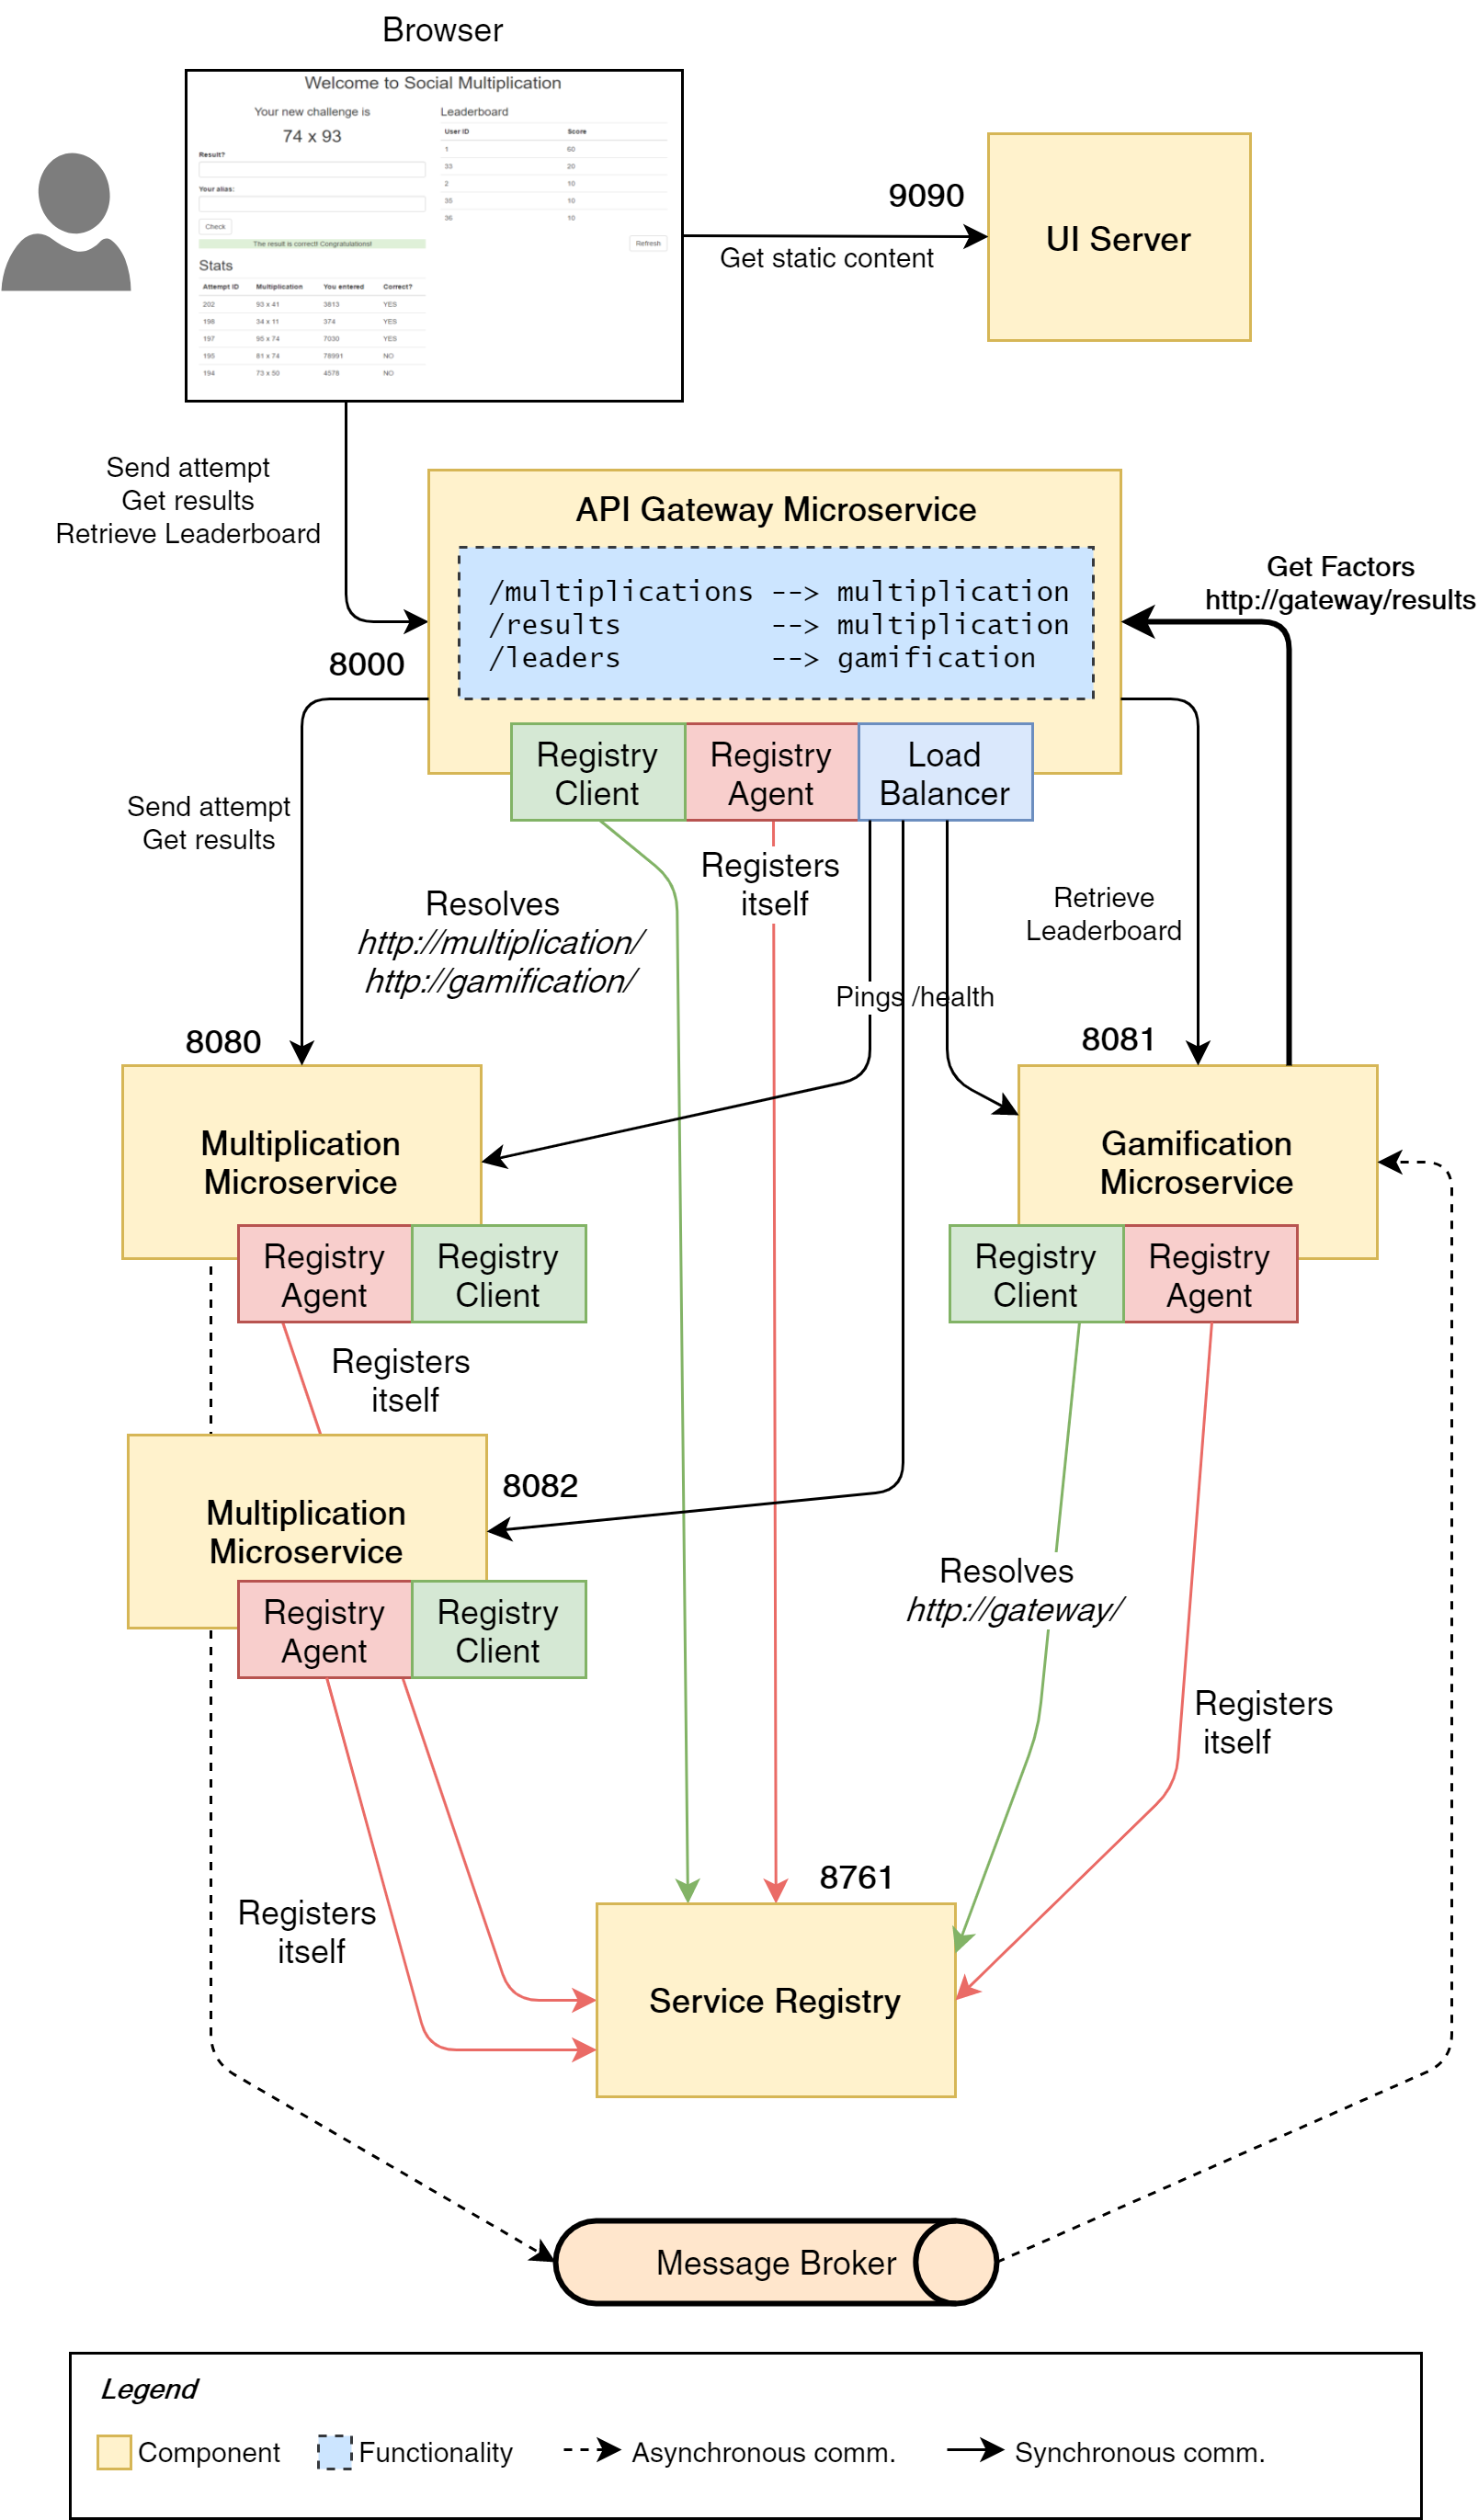 Browser
Welcome to Social Multiplication
Your new challenge is
74 x 93
Result?
Your alias:
Check
The result is correct! Congratulations!
Stats
Attempt ID Multiplication You entered Correct?
202 93 x 41 3813 YES
198 34 x 11 374 YES
197 95 x 74 7030 YES
195 81 x 74 78991 NO
194 73 x 50 4578 NO
Leaderboard
User ID Score
1 60
33 20
2 10
35 10
36 10
Refresh
9090
Get static content
UI Server
Send attempt
Get results
Retrieve Leaderboard
8000
API Gateway Microservice
/multiplications --> multiplication
/results --> multiplication
/leaders --> gamification
Get Factors
http://gateway/results
Registry
Client
Registry
Agent
Load
Balancer
Send attempt
Get results
Resolves
http://multiplication/
http://gamification/
Registers
itself
Retrieve
Leaderboard
Pings /health
8080
Multiplication
Microservice
Registry
Agent
Registry
Client
8081
Gamification
Microservice
Registry
Client
Registry
Agent
Registers
itself
8082
Multiplication
Microservice
Registry
Agent
Registry
Client
Resolves
http://gateway/
Registers
itself
Registers
itself
8761
Service Registry
Message Broker
Legend
Component
Functionality
Asynchronous comm.
Synchronous comm.